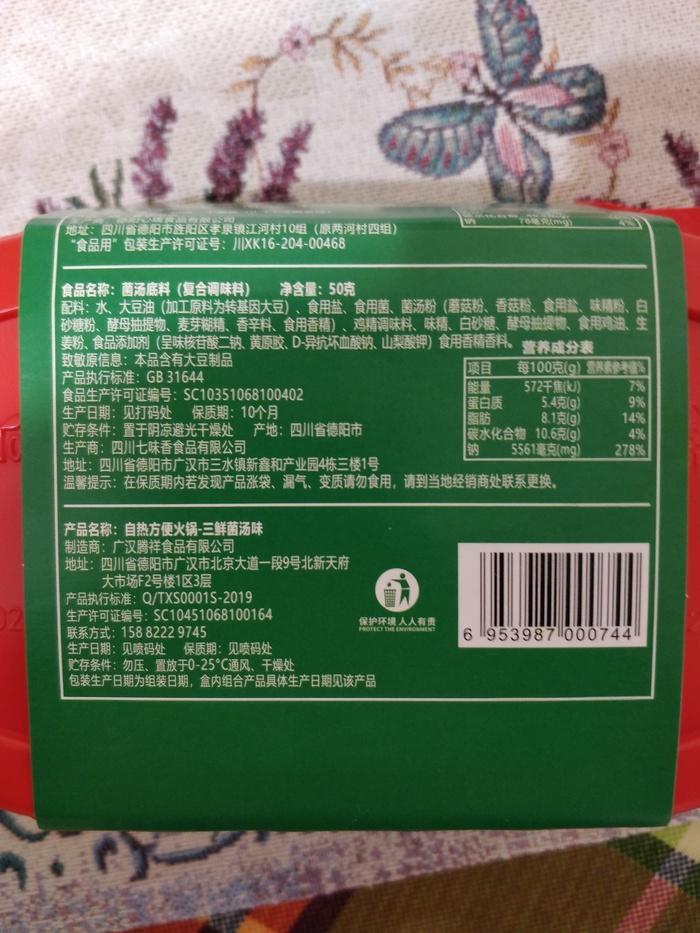 地址：四川省德阳市旌阳区孝泉镇江河村10组（原两河村四组）
"食品用"包装生产许可证号：川XK16-204-00468
钠 78毫克(mg) 4%
食品名称：菌汤底料（复合调味料） 净含量：50克
配料：水、大豆油（加工原料为转基因大豆）、食用盐、食用菌、菌汤粉（蘑菇粉、香菇粉、食用盐、味精粉、白
砂糖粉、酵母抽提物、麦芽糊精、香辛料、食用香精）、鸡精调味料、味精、白砂糖、酵母抽提物、食用鸡油、生
姜粉、食品添加剂（呈味核苷酸二钠、黄原胶、D-异抗坏血酸钠、山梨酸钾）食用香精香料。
致敏原信息：本品含有大豆制品
产品执行标准：GB 31644
食品生产许可证编号：SC10351068100402
生产日期：见打码处 保质期：10个月
贮存条件：置于阴凉避光干燥处 产地：四川省德阳市
生产商：四川七味香食品有限公司
地址：四川省德阳市广汉市三水镇新鑫和产业园4栋三楼1号
温馨提示：在保质期内若发现产品涨袋、漏气、变质请勿食用，请到当地经销商处联系更换。
营养成分表
项目 每100克(g) 营养素参考值%
能量 572千焦(kJ) 7%
蛋白质 5.4克(g) 9%
脂肪 8.1克(g) 14%
碳水化合物 10.6克(g) 4%
钠 5561毫克(mg) 278%
产品名称：自热方便火锅-三鲜菌汤味
制造商：广汉腾祥食品有限公司
地址：四川省德阳市广汉市北京大道一段9号北新天府
大市场F2号楼1区3层
产品执行标准：Q/TXS0001S-2019
生产许可证编号：SC10451068100164
联系方式：158 8222 9745
生产日期：见喷码处 保质期：见喷码处
贮存条件：勿压、置放于0-25°C通风、干燥处
包装生产日期为组装日期，盒内组合产品具体生产日期见该产品
保护环境 人人有责
PROTECT THE ENVIRONMENT
6 953987 000744